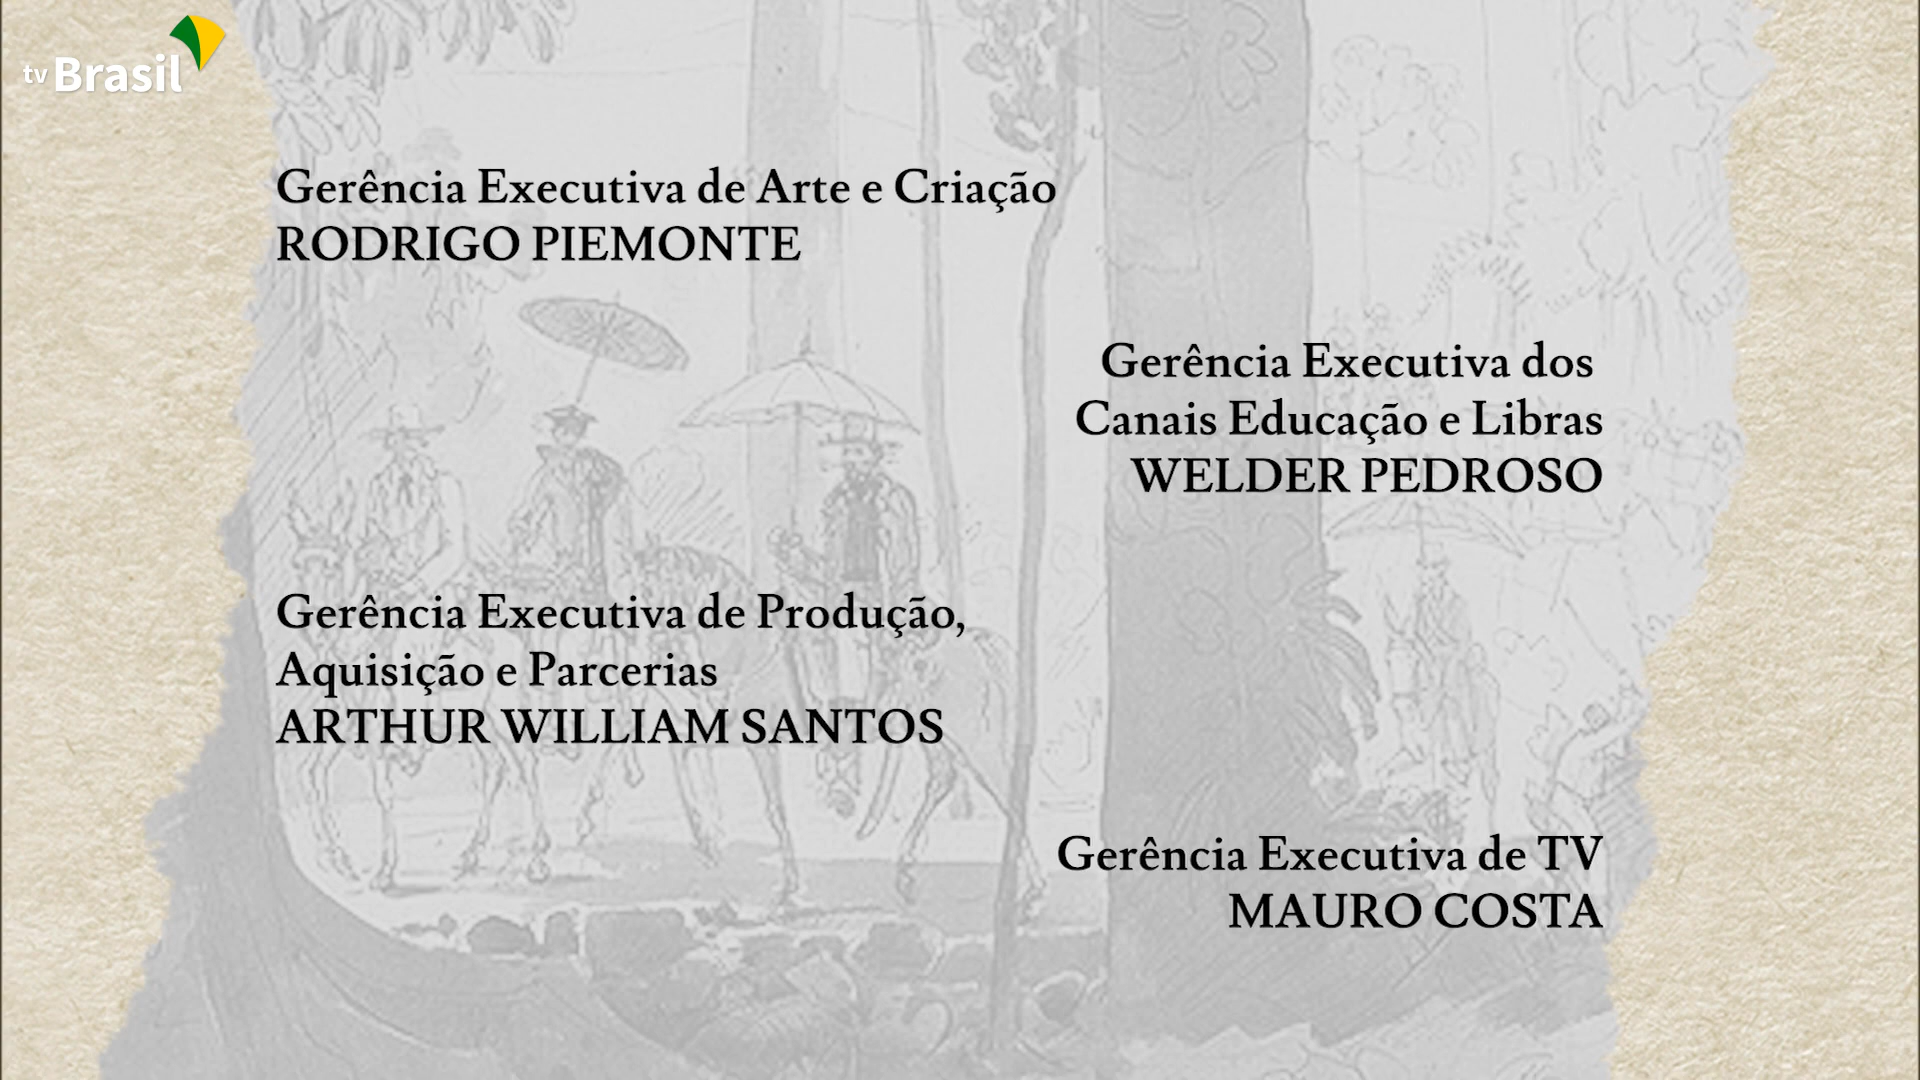 tv Brasil
Gerência Executiva de Arte e Criação
RODRIGO PIEMONTE
Gerência Executiva dos
Canais Educação e Libras
WELDER PEDROSO
Gerência Executiva de Produção,
Aquisição e Parcerias
ARTHUR WILLIAM SANTOS
Gerência Executiva de TV
MAURO COSTA